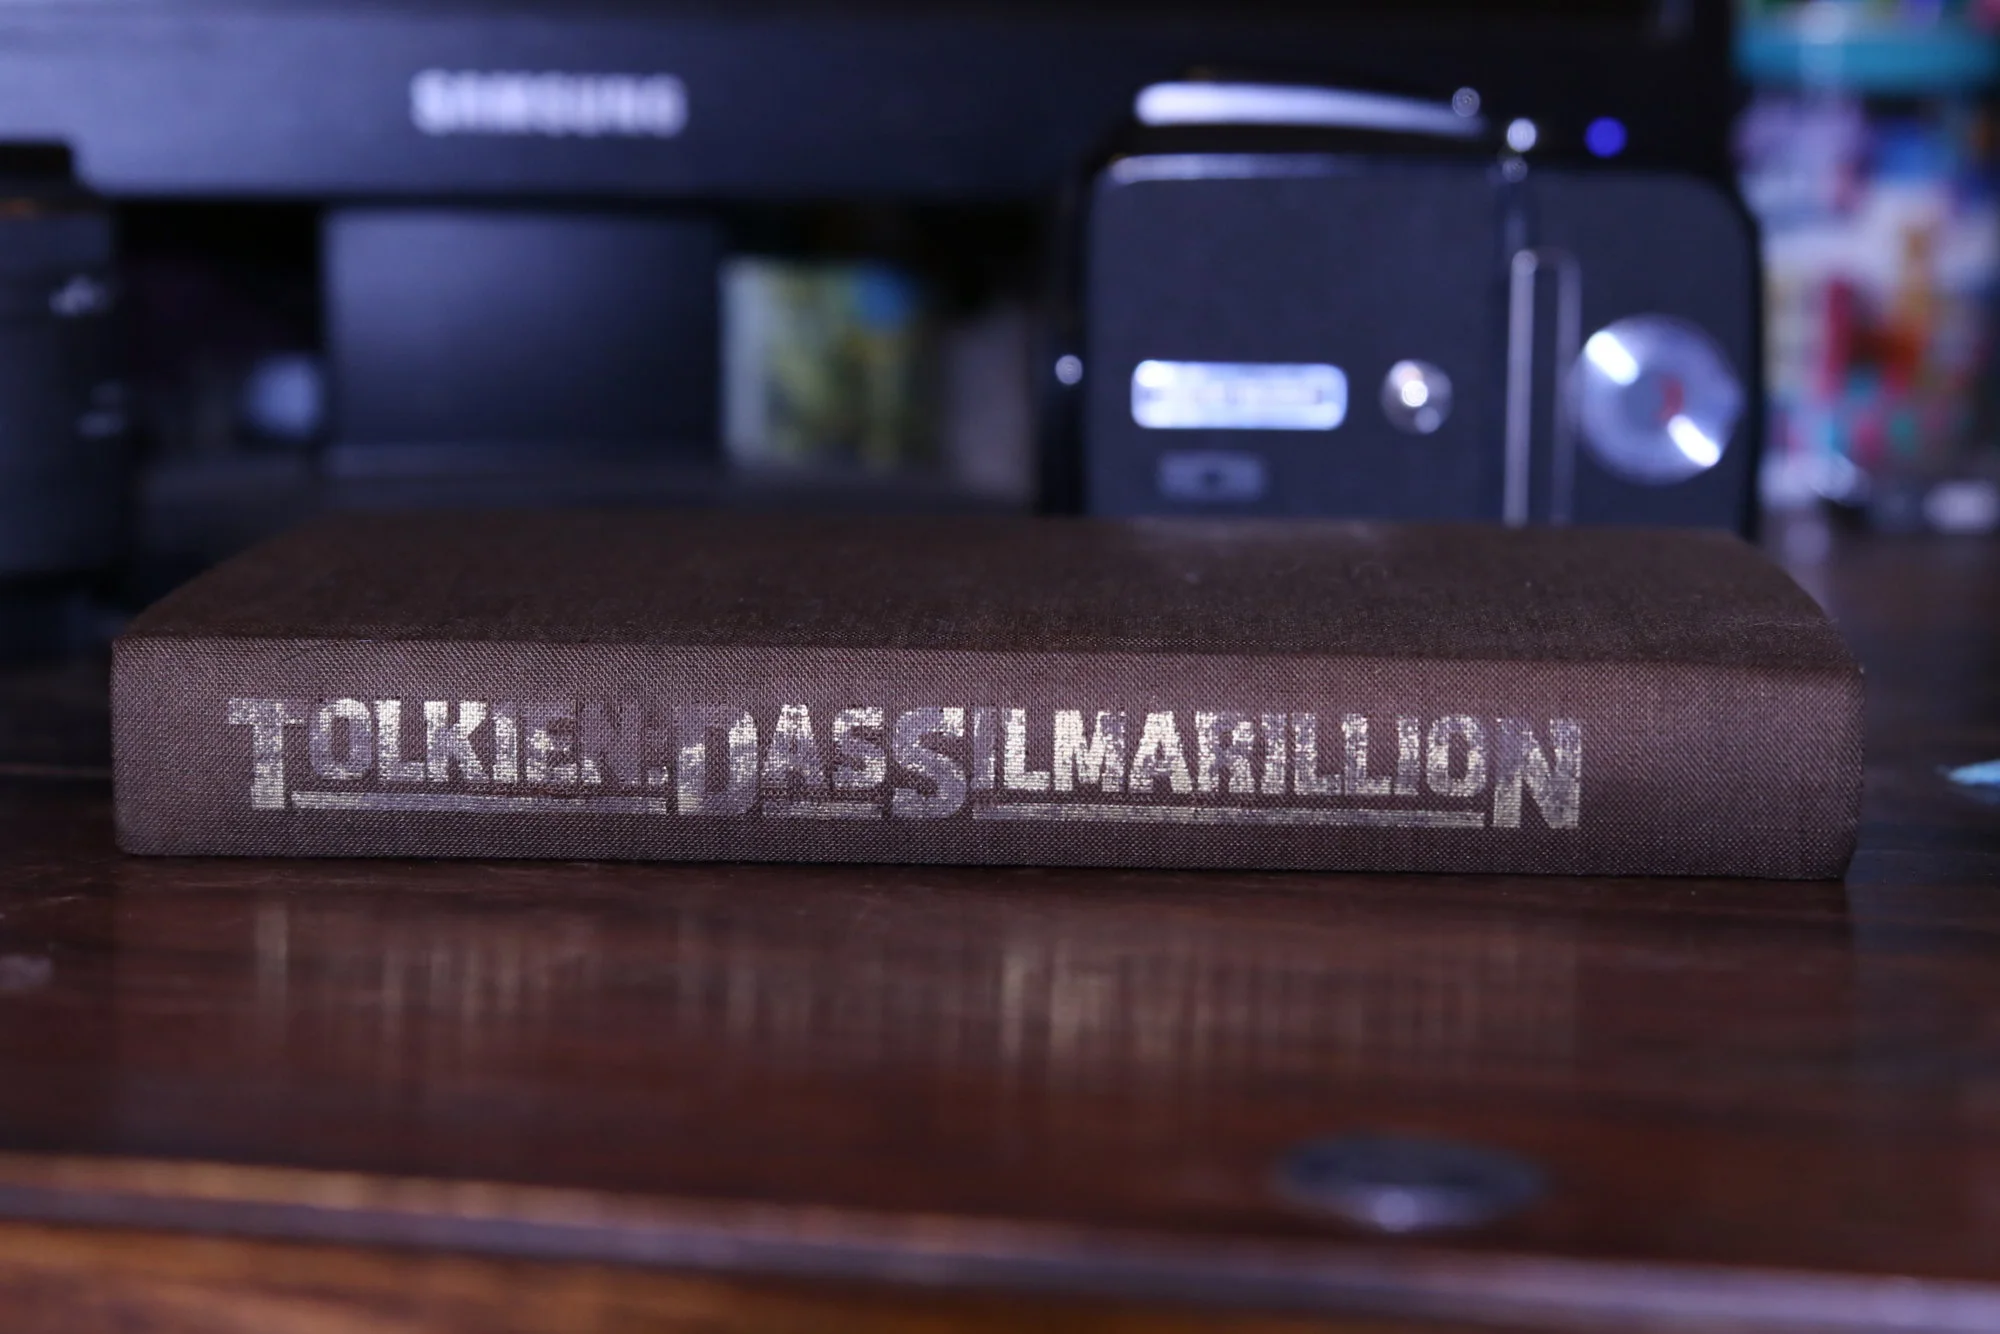 SAMSUNG
TOLKIEN. DAS SILMARILLION